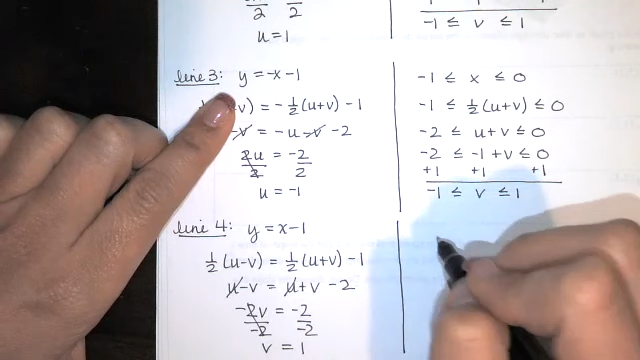 2 2
u = 1
-1 ≤ v ≤ 1
line 3: y = -x - 1
-v) = -½(u+v) - 1
-v = -u - v - 2
2u/2 = -2/2
u = -1
-1 ≤ x ≤ 0
-1 ≤ ½(u+v) ≤ 0
-2 ≤ u+v ≤ 0
-2 ≤ -1+v ≤ 0
+1 +1 +1
-1 ≤ v ≤ 1
line 4: y = x - 1
½(u-v) = ½(u+v) - 1
u - v = u + v - 2
-2v/-2 = -2/-2
v = 1